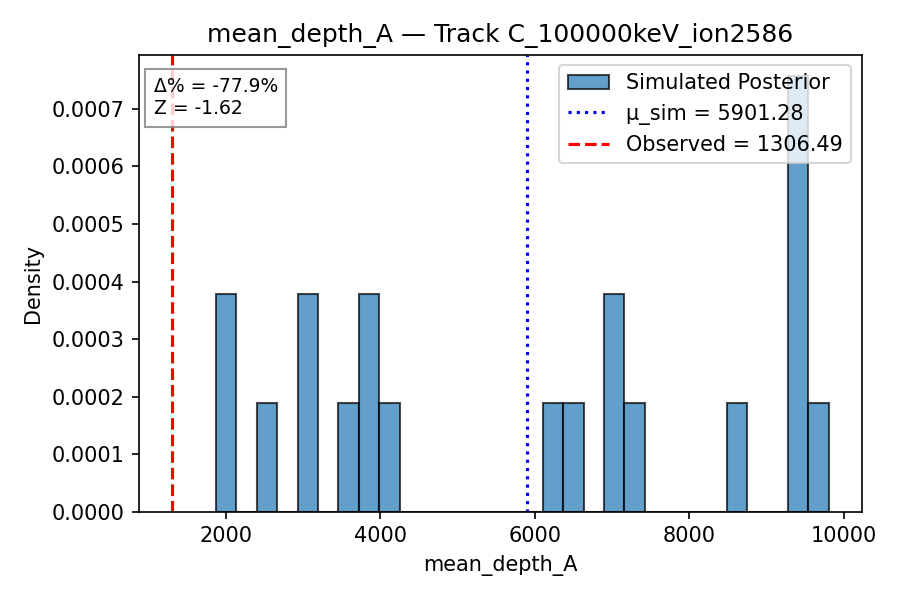 mean_depth_A — Track C_100000keV_ion2586
Δ% = -77.9%
Z = -1.62
Simulated Posterior
μ_sim = 5901.28
Observed = 1306.49
Density
0.0007
0.0006
0.0005
0.0004
0.0003
0.0002
0.0001
0.0000
2000 4000 6000 8000 10000
mean_depth_A